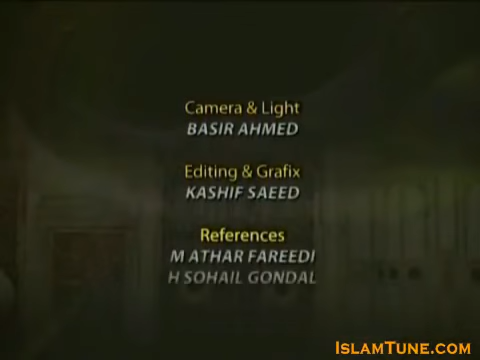 Camera & Light
BASIR AHMED
Editing & Grafix
KASHIF SAEED
References
M ATHAR FAREEDI
H SOHAIL GONDAL
ISLAMTUNE.COM